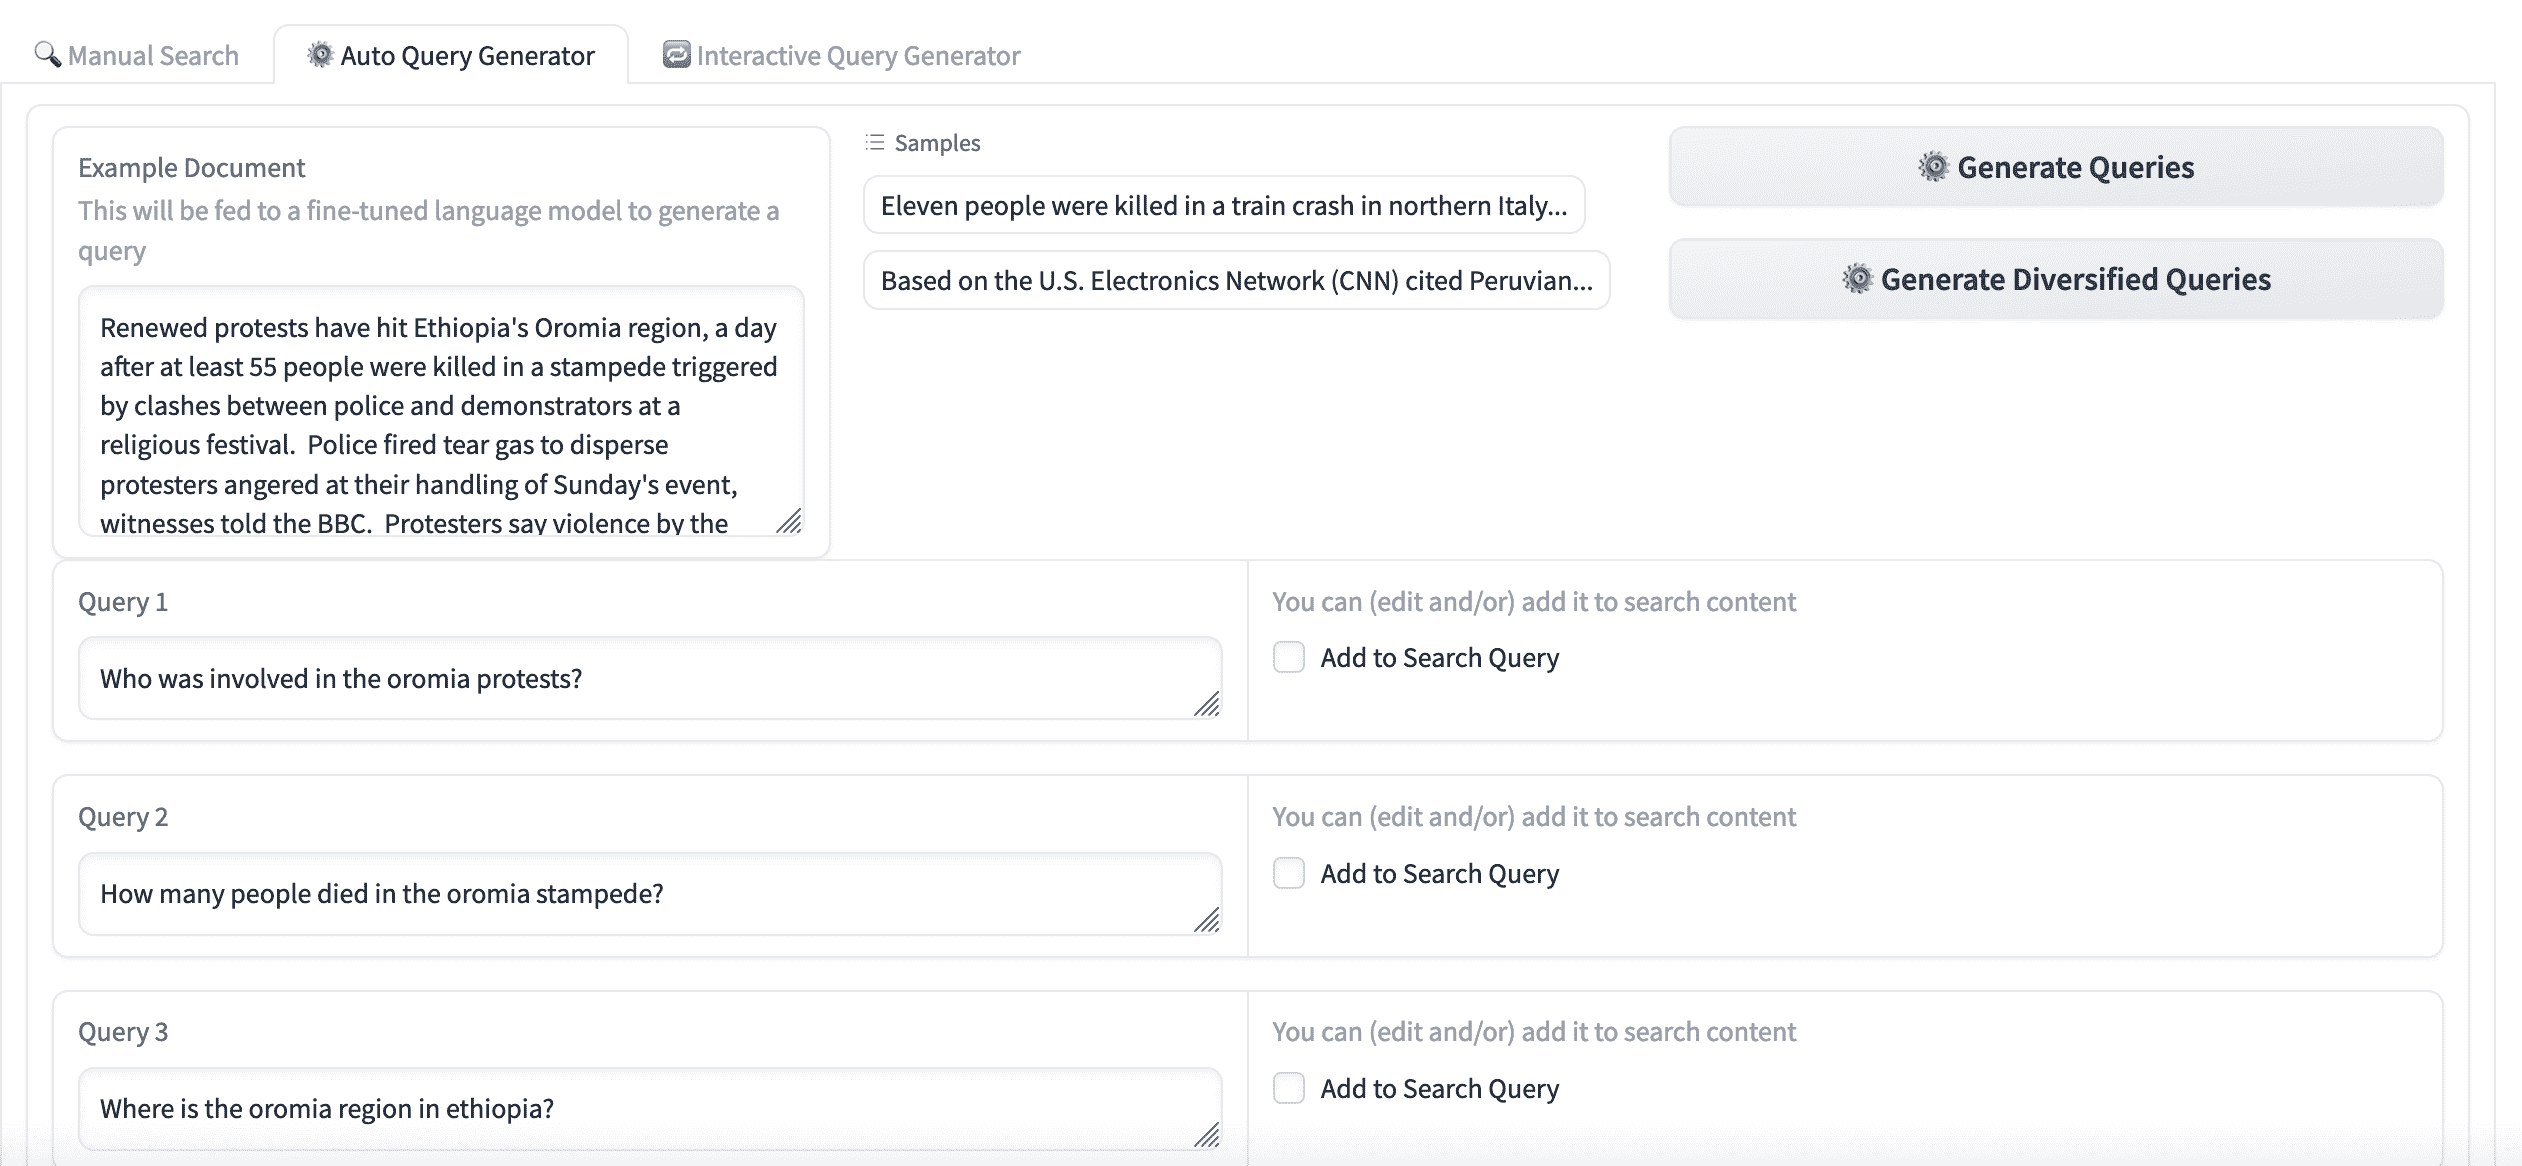 Manual Search
Auto Query Generator
Interactive Query Generator
Example Document
This will be fed to a fine-tuned language model to generate a
query
Renewed protests have hit Ethiopia's Oromia region, a day
after at least 55 people were killed in a stampede triggered
by clashes between police and demonstrators at a
religious festival.  Police fired tear gas to disperse
protesters angered at their handling of Sunday's event,
witnesses told the BBC.  Protesters say violence by the
Samples
Eleven people were killed in a train crash in northern Italy...
Based on the U.S. Electronics Network (CNN) cited Peruvian...
Generate Queries
Generate Diversified Queries
Query 1
Who was involved in the oromia protests?
You can (edit and/or) add it to search content
Add to Search Query
Query 2
How many people died in the oromia stampede?
You can (edit and/or) add it to search content
Add to Search Query
Query 3
Where is the oromia region in ethiopia?
You can (edit and/or) add it to search content
Add to Search Query